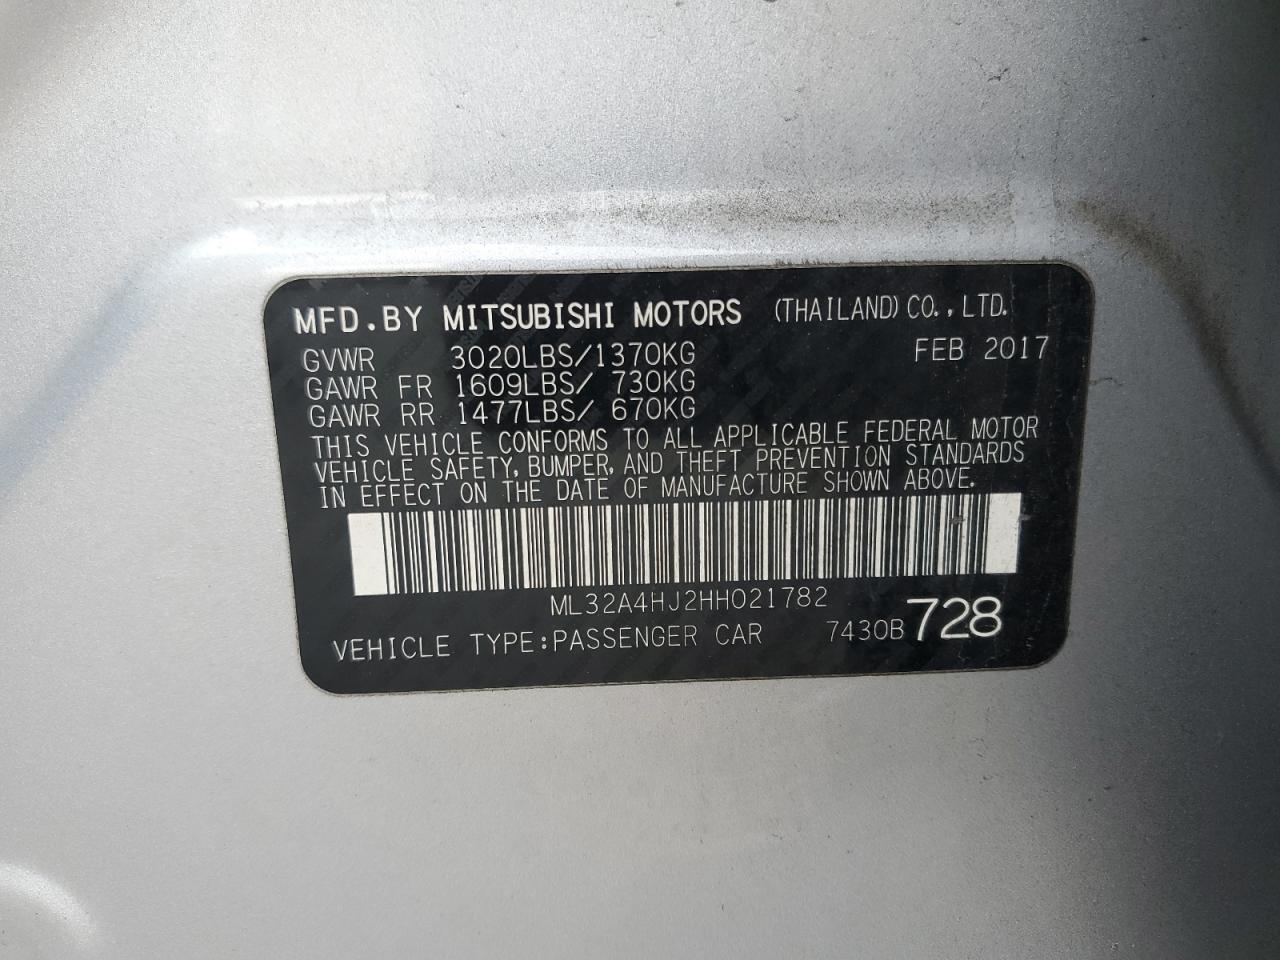 MFD.BY MITSUBISHI MOTORS (THAILAND) CO., LTD.
GVWR 3020LBS/1370KG FEB 2017
GAWR FR 1609LBS/ 730KG
GAWR RR 1477LBS/ 670KG
THIS VEHICLE CONFORMS TO ALL APPLICABLE FEDERAL MOTOR
VEHICLE SAFETY, BUMPER, AND THEFT PREVENTION STANDARDS
IN EFFECT ON THE DATE OF MANUFACTURE SHOWN ABOVE.
ML32A4HJ2HH021782
VEHICLE TYPE:PASSENGER CAR 7430B728